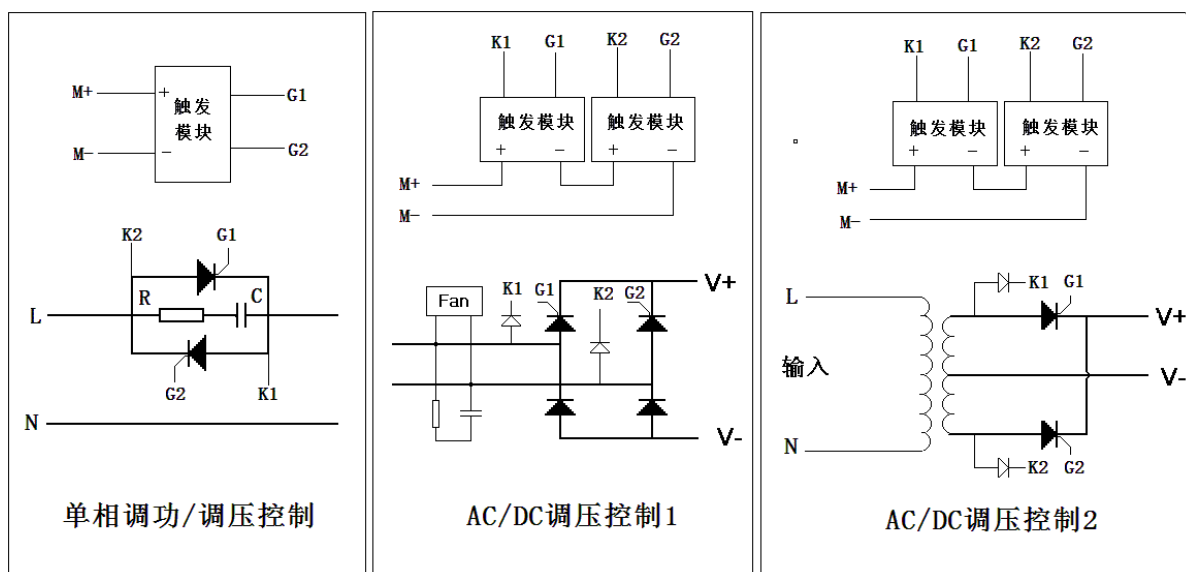 M+
+
触发
模块
G1
M-
-
G2
K2
G1
R
C
L
G2
K1
N
单相调功/调压控制
K1
G1
K2
G2
触发模块
触发模块
+
-
+
-
M+
M-
Fan
K1
G1
K2
G2
V+
V-
AC/DC调压控制1
K1
G1
K2
G2
触发模块
触发模块
+
-
+
-
M+
M-
L
K1
G1
V+
输入
V-
N
K2
G2
AC/DC调压控制2